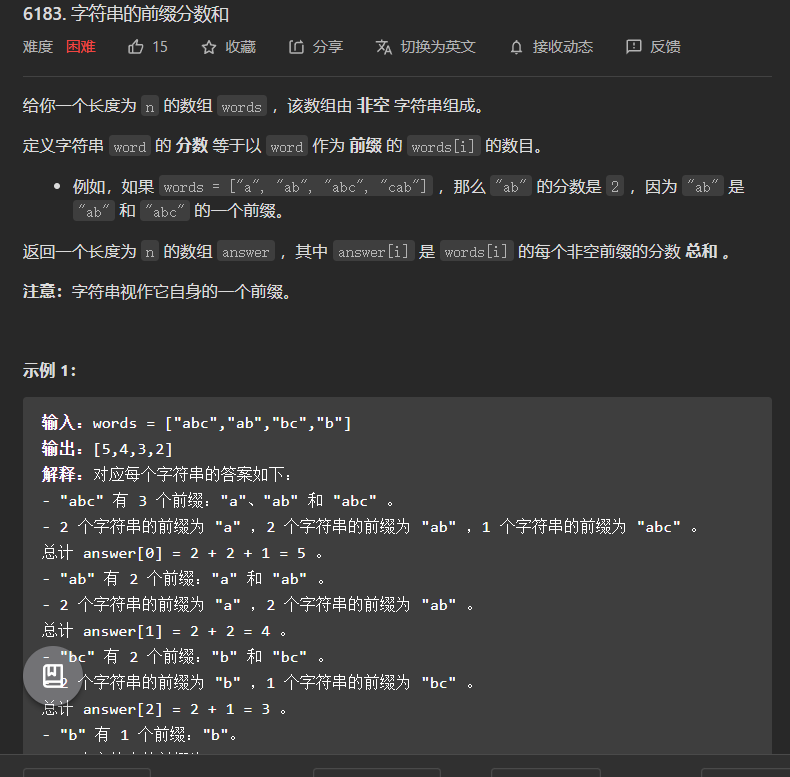 6183. 字符串的前缀分数和
难度 困难 15 收藏 分享 切换为英文 接收动态 反馈
给你一个长度为 n 的数组 words ，该数组由 非空 字符串组成。
定义字符串 word 的 分数 等于以 word 作为 前缀 的 words[i] 的数目。
• 例如，如果 words = ["a", "ab", "abc", "cab"] ，那么 "ab" 的分数是 2 ，因为 "ab" 是
"ab" 和 "abc" 的一个前缀。
返回一个长度为 n 的数组 answer ，其中 answer[i] 是 words[i] 的每个非空前缀的分数 总和 。
注意：字符串视作它自身的一个前缀。
示例 1：
输入：words = ["abc","ab","bc","b"]
输出：[5,4,3,2]
解释：对应每个字符串的答案如下：
- "abc" 有 3 个前缀："a"、"ab" 和 "abc" 。
- 2 个字符串的前缀为 "a" ，2 个字符串的前缀为 "ab" ，1 个字符串的前缀为 "abc" 。
总计 answer[0] = 2 + 2 + 1 = 5 。
- "ab" 有 2 个前缀："a" 和 "ab" 。
- 2 个字符串的前缀为 "a" ，2 个字符串的前缀为 "ab" 。
总计 answer[1] = 2 + 2 = 4 。
- "bc" 有 2 个前缀："b" 和 "bc" 。
2 个字符串的前缀为 "b" ，1 个字符串的前缀为 "bc" 。
总计 answer[2] = 2 + 1 = 3 。
- "b" 有 1 个前缀："b"。